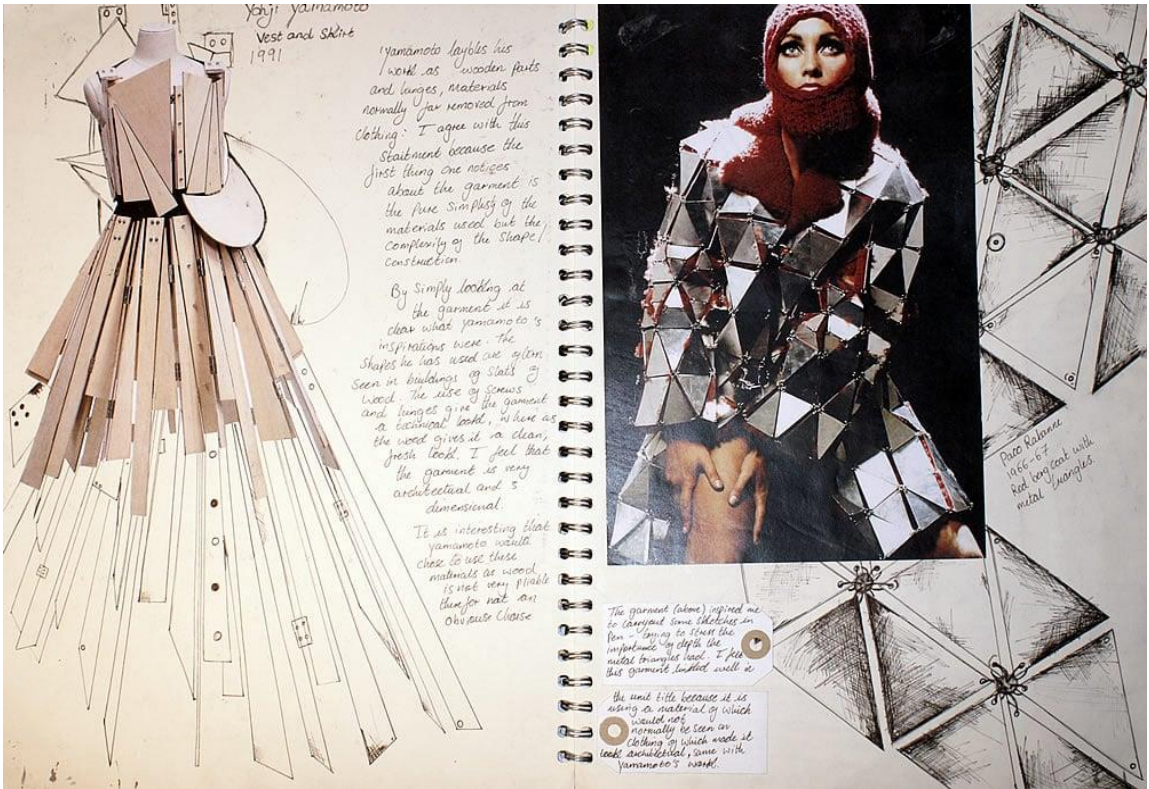 Yohji Yamamoto
Vest and Skirt
1991
Yamamoto laybles his
work as wooden parts
and hinges, materials
normally far removed from
clothing. I agree with this
staitment because the
first thing one notices
about the garment is
the pure simplisy of the
materials used but the
complexity of the shape/
construction.
By simply looking at
the garment it is
clear what yamamoto's
inspirations were. The
shapes he has used are often
seen in buildings of slats of
wood. The use of screws
and hinges give the garment
a technical look, where as
the wood gives it a clean,
fresh look. I feel that
the garment is very
architectural and 3
dimensional.
It is interesting that
yamamoto would
chose to use these
materials as wood
is not very pliable
therefor not an
obviouse choise
Paco Rabanne
1966-67
Red berg coat with
metal triangles.
The garment (above) inspired me
to carryout some sketches in
pen - trying to stress the
importance of depth the
metal triangles had. I felt
this garment linked well in
the unit title because it is
using a material of which
would not
normally be seen on
clothing of which made it
look architectural, same with
Yamamoto's work.